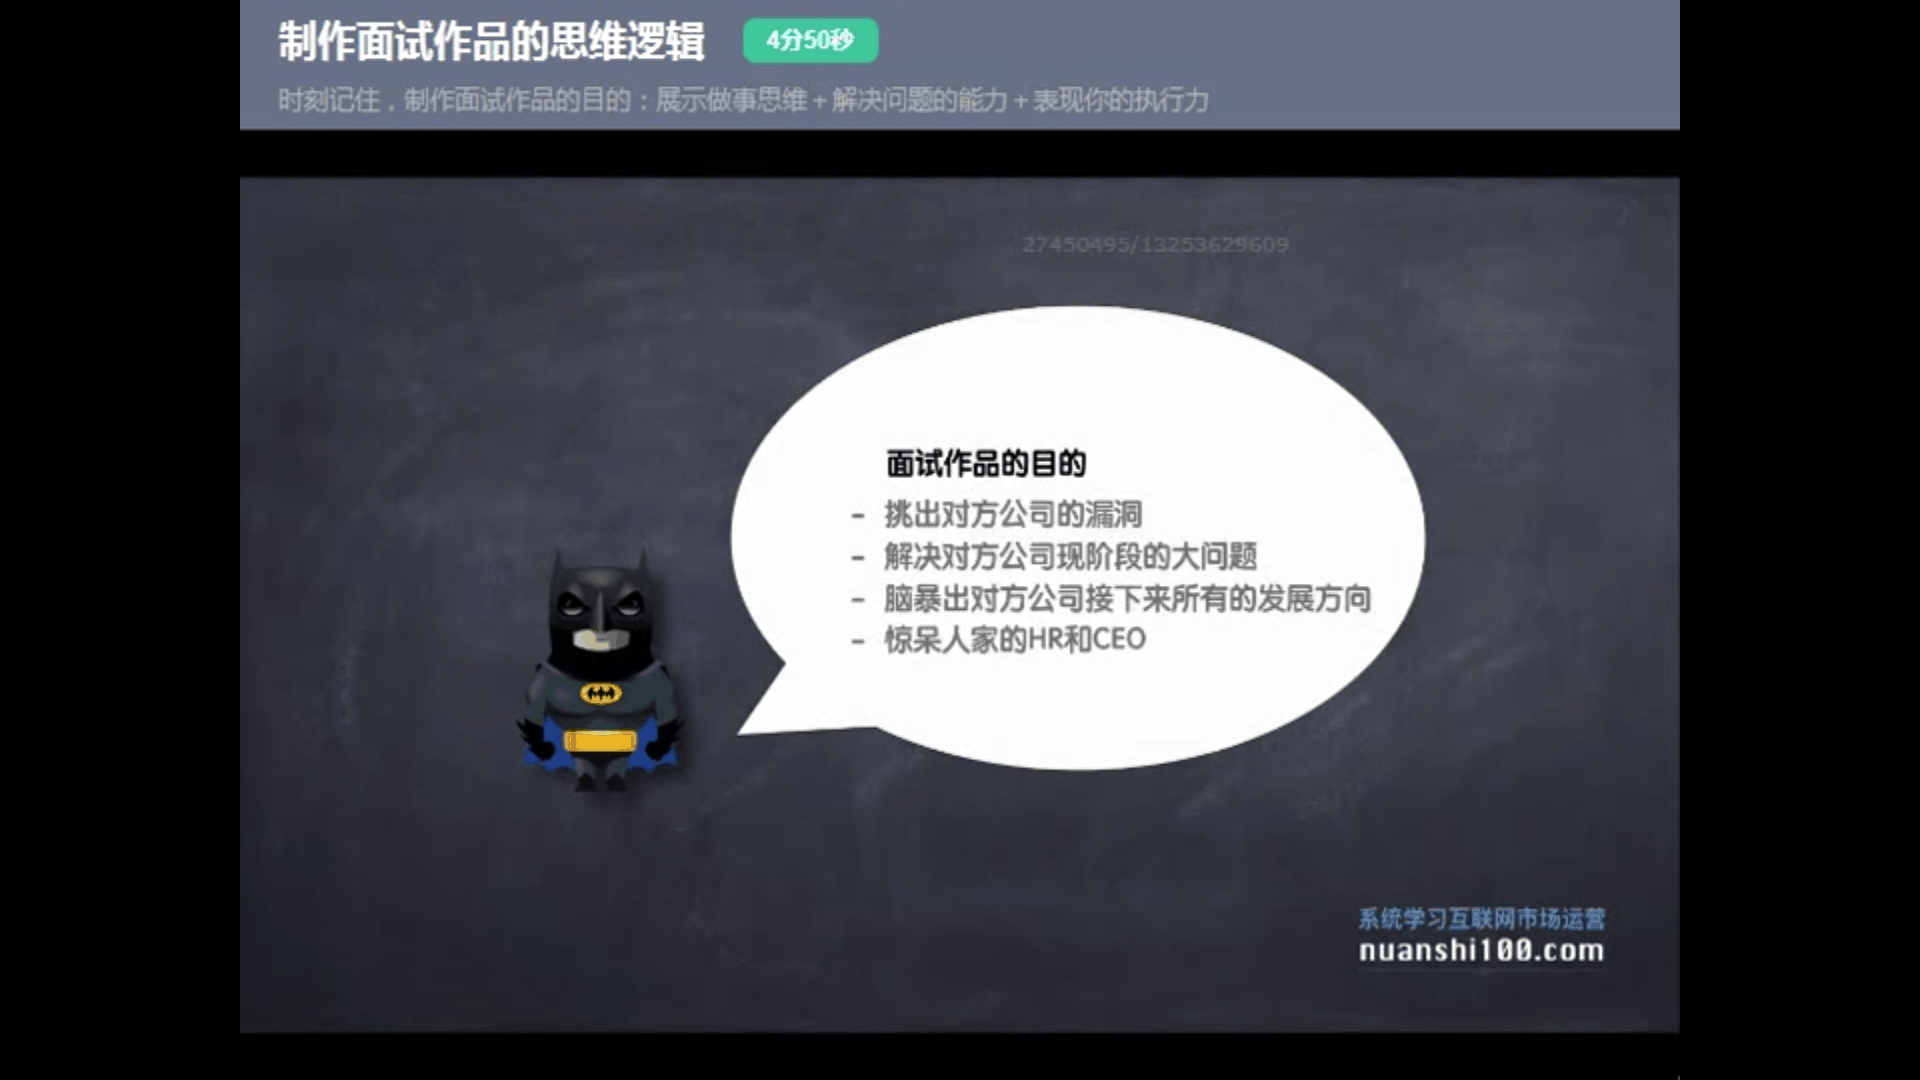 制作面试作品的思维逻辑 4分50秒
时刻记住，制作面试作品的目的：展示做事思维+解决问题的能力+表现你的执行力
27450495/13253629609
面试作品的目的
- 挑出对方公司的漏洞
- 解决对方公司现阶段的大问题
- 脑暴出对方公司接下来所有的发展方向
- 惊呆人家的HR和CEO
系统学习互联网市场运营
nuanshi100.com